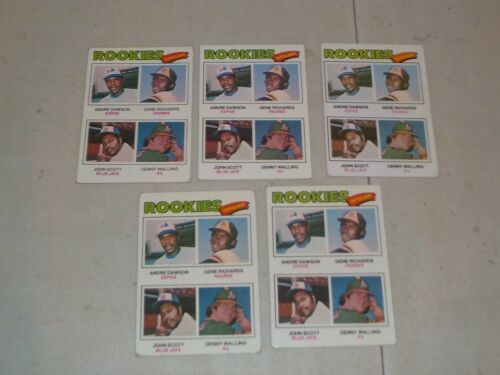 ROOKIES
ANDRE DAWSON GENE RICHARDS
EXPOS PADRES
JOHN SCOTT DENNY WALLING
BLUE JAYS A's
ROOKIES
ANDRE DAWSON GENE RICHARDS
EXPOS PADRES
JOHN SCOTT DENNY WALLING
BLUE JAYS A's
ROOKIES
ANDRE DAWSON GENE RICHARDS
EXPOS PADRES
JOHN SCOTT DENNY WALLING
BLUE JAYS A's
ROOKIES
ANDRE DAWSON GENE RICHARDS
EXPOS PADRES
JOHN SCOTT DENNY WALLING
BLUE JAYS A's
ROOKIES
ANDRE DAWSON GENE RICHARDS
EXPOS PADRES
JOHN SCOTT DENNY WALLING
BLUE JAYS A's